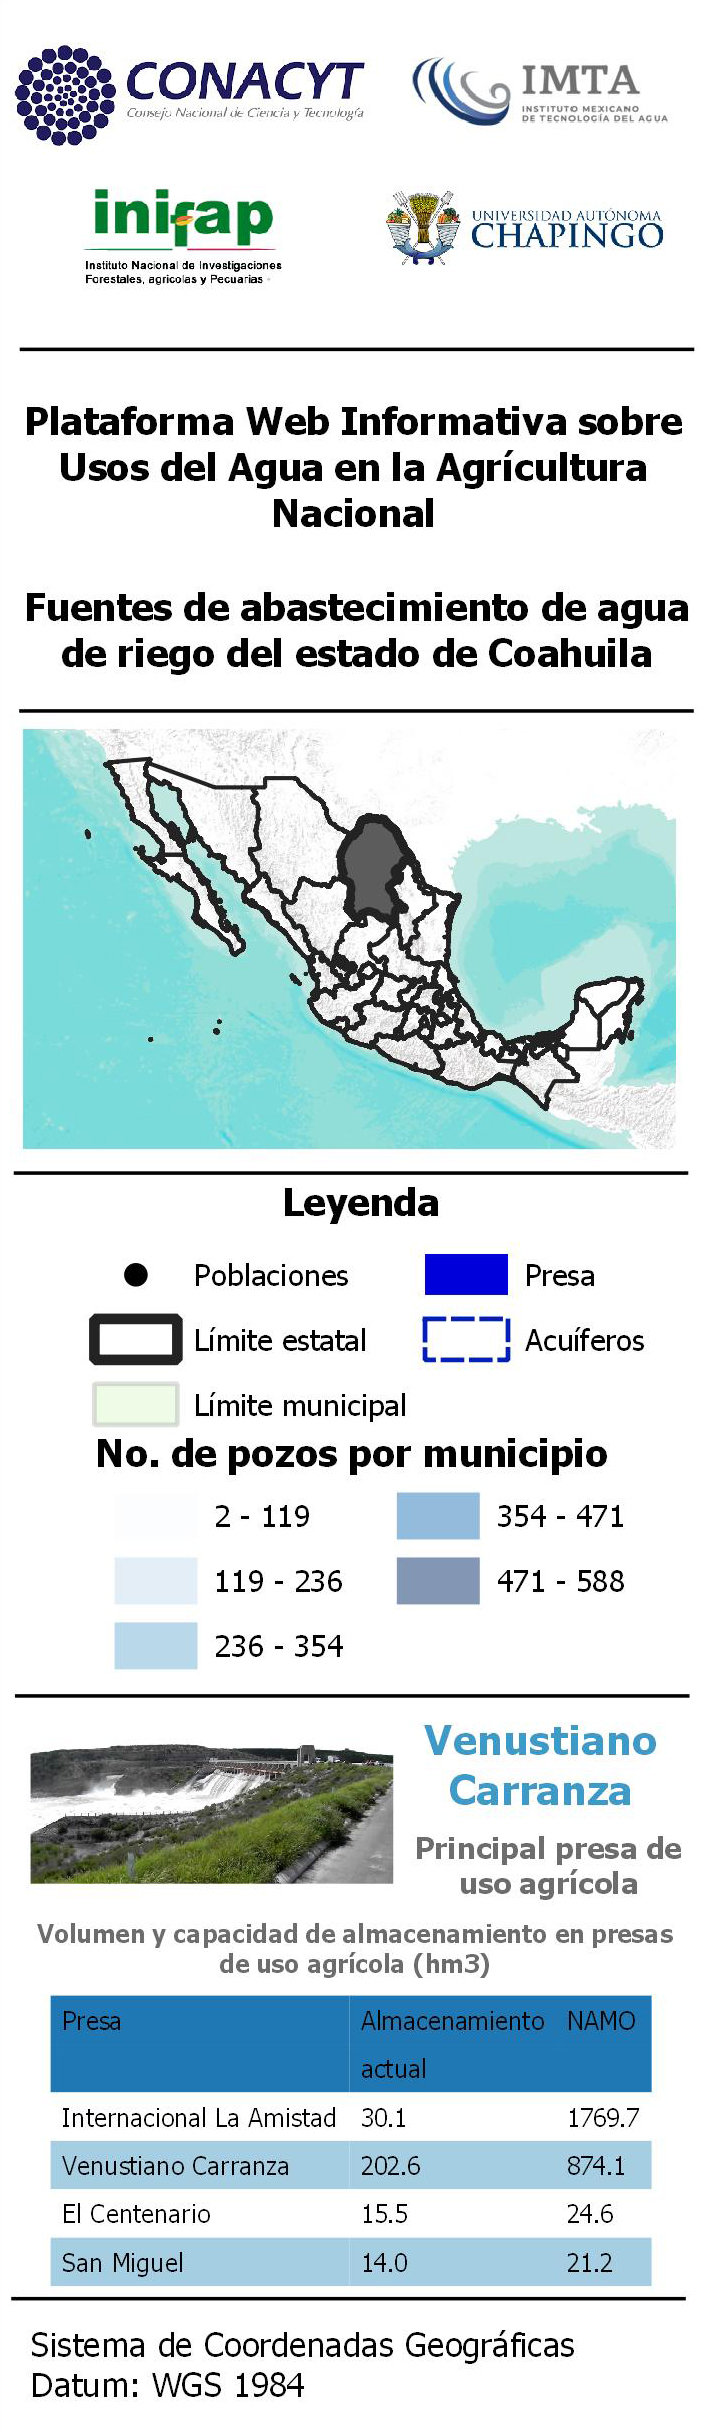 CONACYT
Consejo Nacional de Ciencia y Tecnología
IMTA
INSTITUTO MEXICANO
DE TECNOLOGÍA DEL AGUA
inifap
Instituto Nacional de Investigaciones
Forestales, agricolas y Pecuarias
UNIVERSIDAD AUTÓNOMA
CHAPINGO
Plataforma Web Informativa sobre
Usos del Agua en la Agrícultura
Nacional
Fuentes de abastecimiento de agua
de riego del estado de Coahuila
Leyenda
Poblaciones
Presa
Límite estatal
Acuíferos
Límite municipal
No. de pozos por municipio
2 - 119
354 - 471
119 - 236
471 - 588
236 - 354
Venustiano
Carranza
Principal presa de
uso agrícola
Volumen y capacidad de almacenamiento en presas
de uso agrícola (hm3)
Presa Almacenamiento NAMO
actual
Internacional La Amistad 30.1 1769.7
Venustiano Carranza 202.6 874.1
El Centenario 15.5 24.6
San Miguel 14.0 21.2
Sistema de Coordenadas Geográficas
Datum: WGS 1984